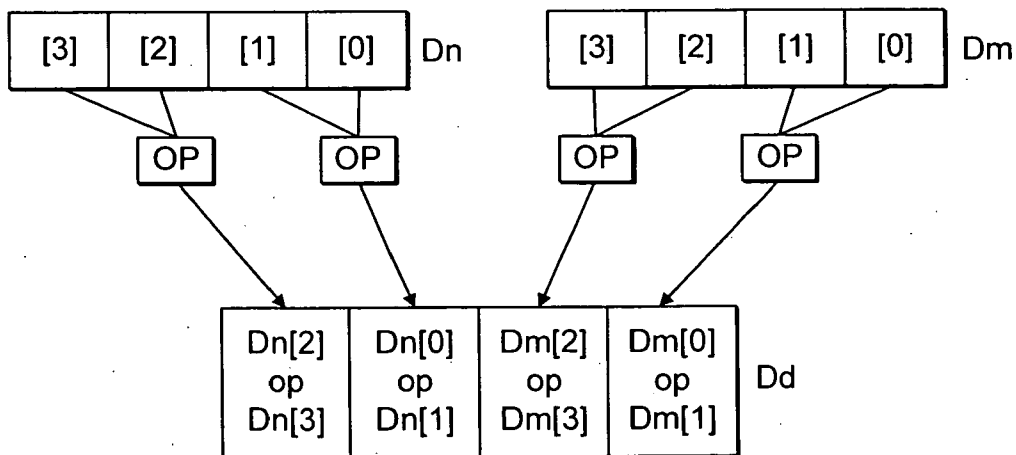 [3] [2] [1] [0] Dn [3] [2] [1] [0] Dm
OP OP OP OP
Dn[2] Dn[0] Dm[2] Dm[0]
op op op op Dd
Dn[3] Dn[1] Dm[3] Dm[1]